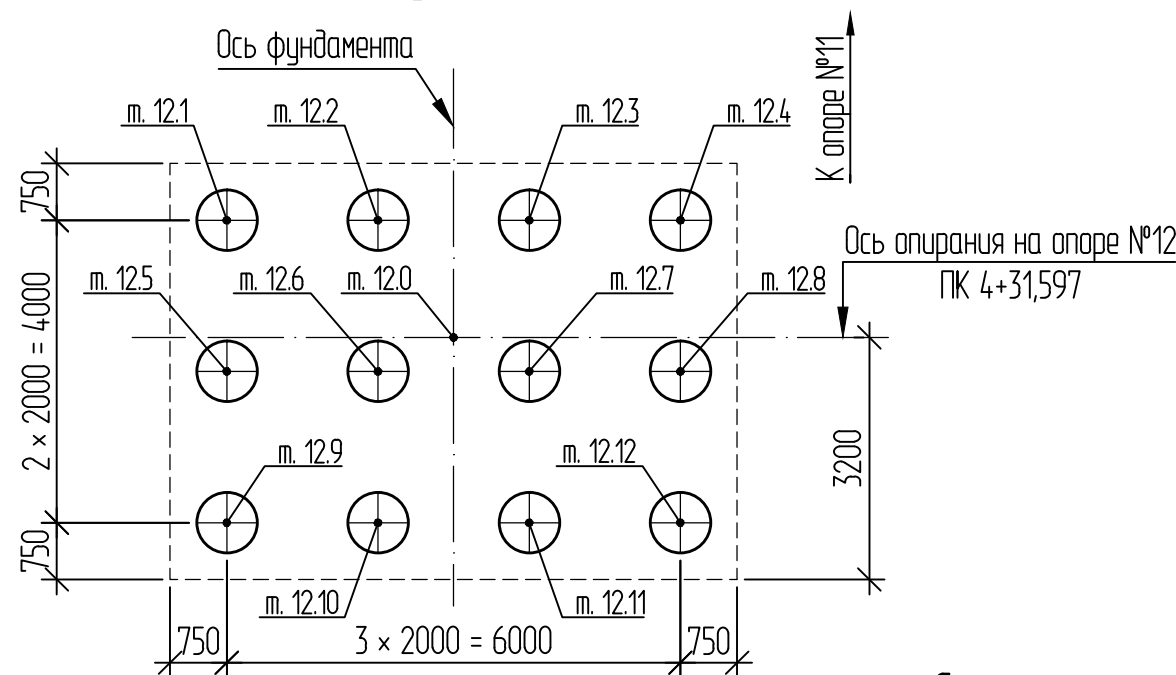 Ось фундамента
К опоре №11
т. 12.1
т. 12.2
т. 12.3
т. 12.4
750
Ось опирания на опоре №12
ПК 4+31,597
т. 12.5
т. 12.6
т. 12.0
т. 12.7
т. 12.8
2 × 2000 = 4000
т. 12.9
т. 12.12
3200
750
т. 12.10
т. 12.11
750
3 × 2000 = 6000
750